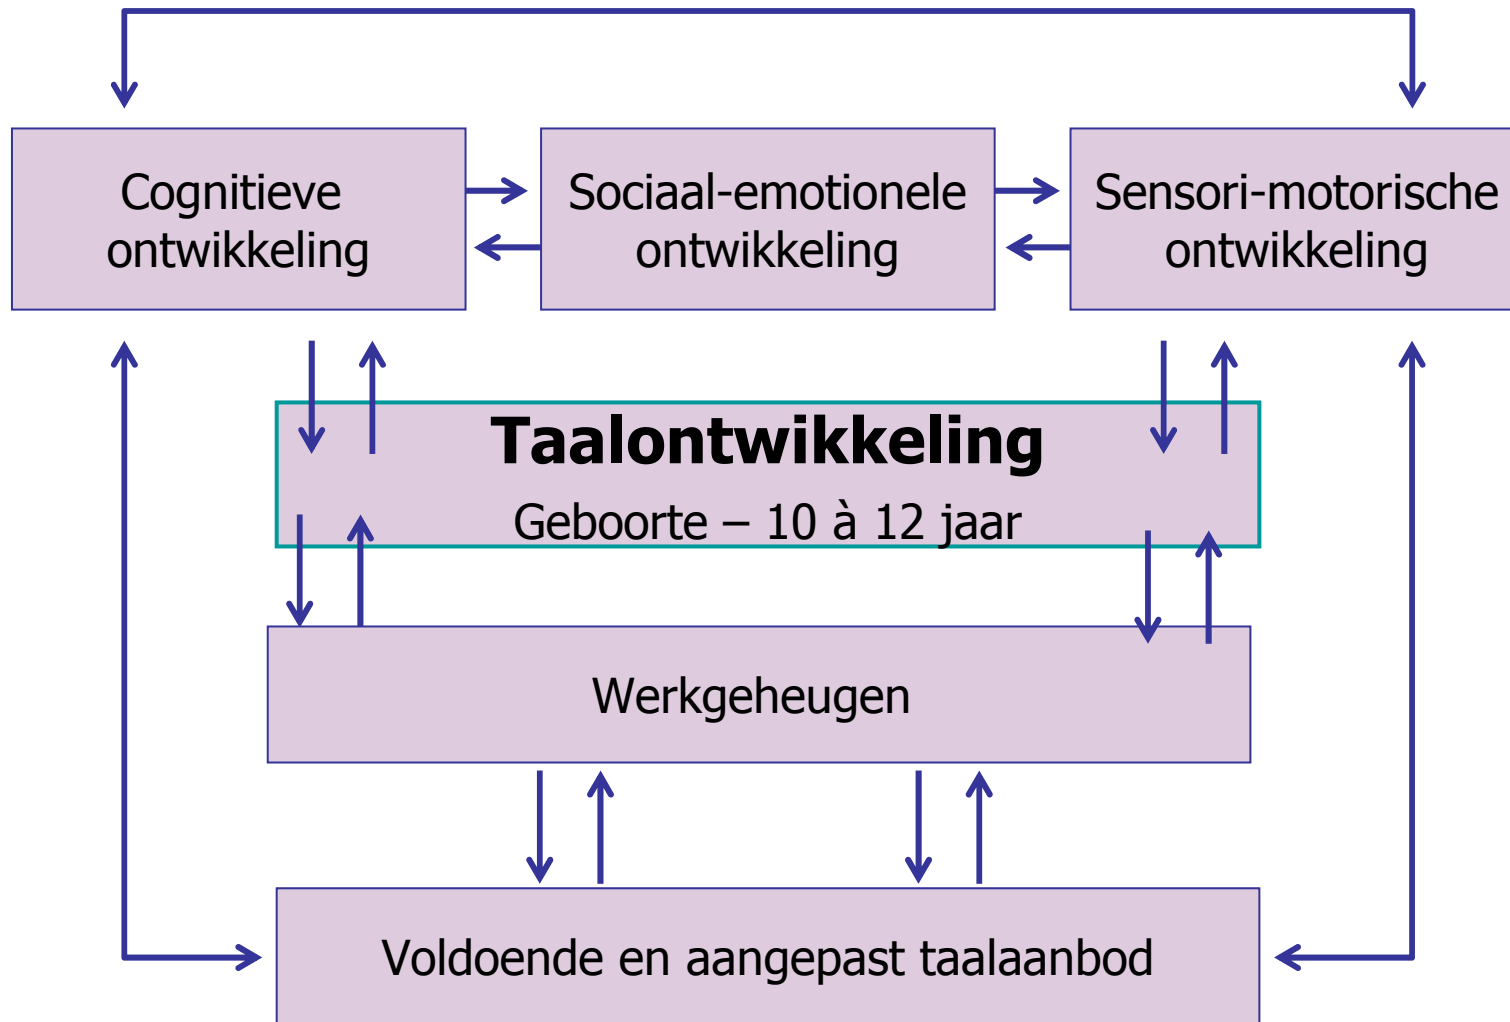 Cognitieve
ontwikkeling
Sociaal-emotionele
ontwikkeling
Sensori-motorische
ontwikkeling
Taalontwikkeling
Geboorte – 10 à 12 jaar
Werkgeheugen
Voldoende en aangepast taalaanbod